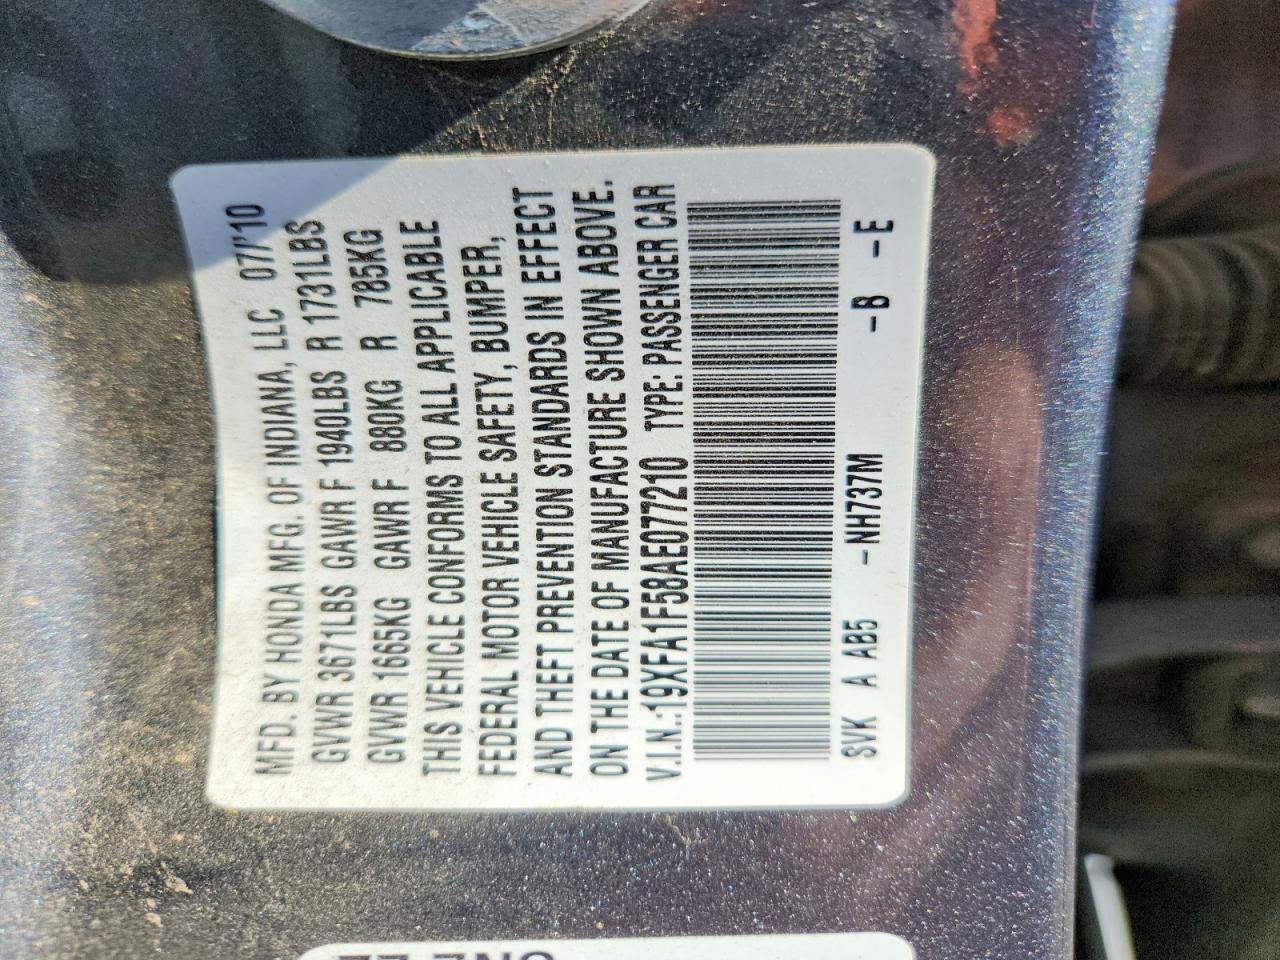 MFD. BY HONDA MFG. OF INDIANA, LLC 07/'10
GVWR 3671LBS GAWR F 1940LBS R 1731LBS
GVWR 1665KG GAWR F 880KG R 785KG
THIS VEHICLE CONFORMS TO ALL APPLICABLE
FEDERAL MOTOR VEHICLE SAFETY, BUMPER,
AND THEFT PREVENTION STANDARDS IN EFFECT
ON THE DATE OF MANUFACTURE SHOWN ABOVE.
V.I.N.:19XFA1F58AE077210 TYPE: PASSENGER CAR
SVK A AB5 -NH737M -B -E